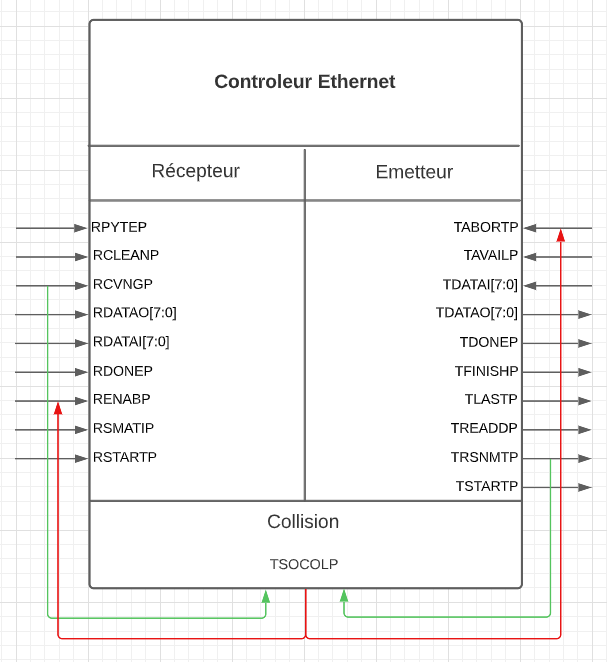 Controleur Ethernet
Récepteur
Emetteur
RPYTEP
RCLEANP
RCVNGP
RDATAO[7:0]
RDATAI[7:0]
RDONEP
RENABP
RSMATIP
RSTARTP
TABORTP
TAVAILP
TDATAI[7:0]
TDATAO[7:0]
TDONEP
TFINISHP
TLASTP
TREADDP
TRSNMTP
TSTARTP
Collision
TSOCOLP